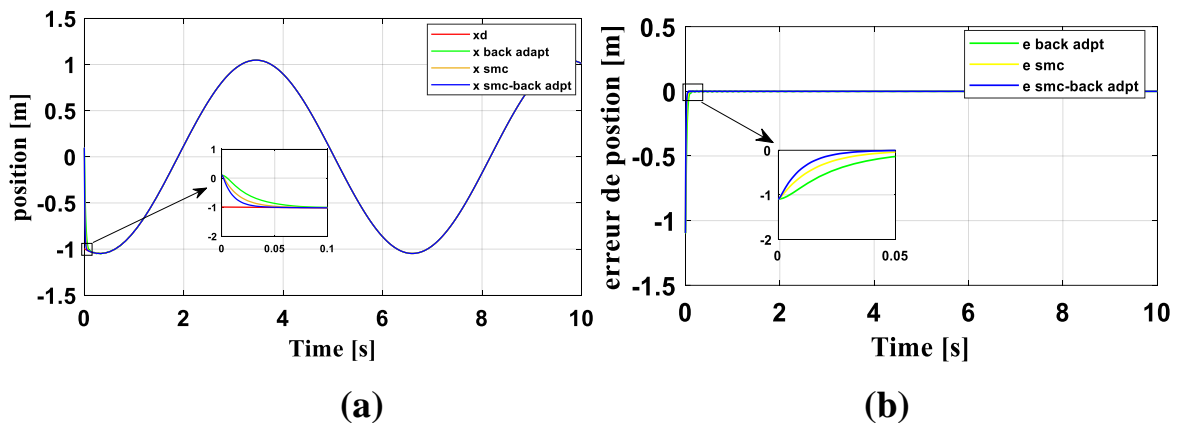 1.5
1
0.5
0
-0.5
-1
-1.5
position [m]
xd
x back adapt
x smc
x smc-back adpt
1
0
-1
-2
0
0.05
0.1
0
2
4
6
8
10
Time [s]
(a)
0.5
0
-0.5
-1
-1.5
erreur de postion [m]
e back adpt
e smc
e smc-back adpt
0
-1
-2
0
0.05
0
2
4
6
8
10
Time [s]
(b)